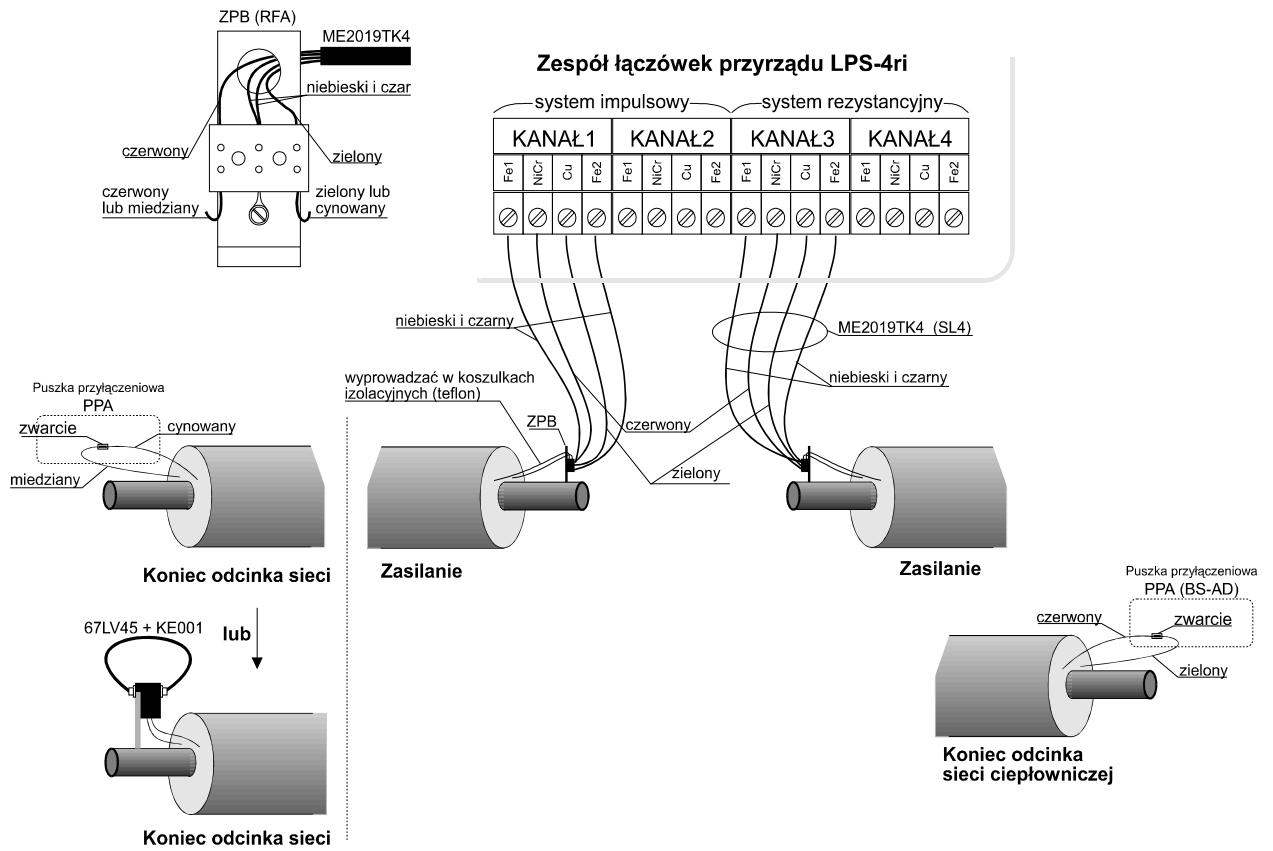 ZPB (RFA)
ME2019TK4
niebieski i czar
czerwony
zielony
czerwony
lub miedziany
zielony lub
cynowany
Zespół łączówek przyrządu LPS-4ri
system impulsowy
system rezystancyjny
KANAŁ1
KANAŁ2
KANAŁ3
KANAŁ4
Fe1 NiCr Cu Fe2 Fe1 NiCr Cu Fe2 Fe1 NiCr Cu Fe2 Fe1 NiCr Cu Fe2
niebieski i czarny
ME2019TK4 (SL4)
niebieski i czarny
wyprowadzać w koszulkach
izolacyjnych (teflon)
ZPB
czerwony
zielony
Puszka przyłączeniowa
PPA
zwarcie
cynowany
miedziany
Koniec odcinka sieci
Zasilanie
Zasilanie
67LV45 + KE001
lub
Koniec odcinka sieci
Puszka przyłączeniowa
PPA (BS-AD)
czerwony
zwarcie
zielony
Koniec odcinka
sieci ciepłowniczej